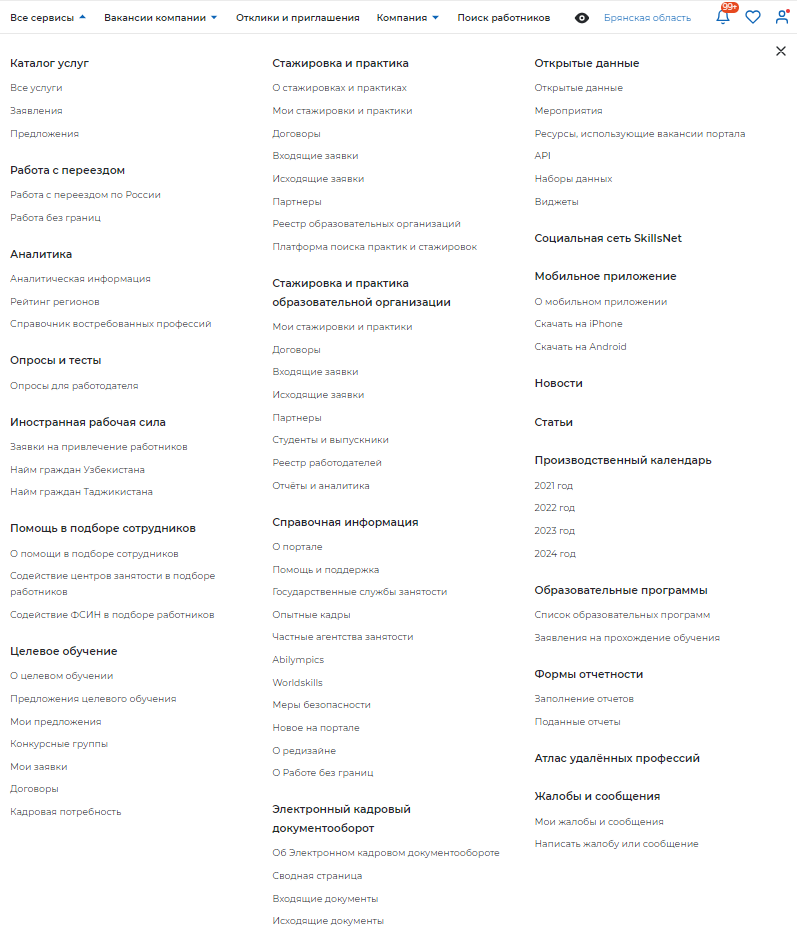 Все сервисы
Вакансии компании
Отклики и приглашения
Компания
Поиск работников
Брянская область
99+
Каталог услуг
Все услуги
Заявления
Предложения
Работа с переездом
Работа с переездом по России
Работа без границ
Аналитика
Аналитическая информация
Рейтинг регионов
Справочник востребованных профессий
Опросы и тесты
Опросы для работодателя
Иностранная рабочая сила
Заявки на привлечение работников
Найм граждан Узбекистана
Найм граждан Таджикистана
Помощь в подборе сотрудников
О помощи в подборе сотрудников
Содействие центров занятости в подборе
работников
Содействие ФСИН в подборе работников
Целевое обучение
О целевом обучении
Предложения целевого обучения
Мои предложения
Конкурсные группы
Мои заявки
Договоры
Кадровая потребность
Стажировка и практика
О стажировках и практиках
Мои стажировки и практики
Договоры
Входящие заявки
Исходящие заявки
Партнеры
Реестр образовательных организаций
Платформа поиска практик и стажировок
Стажировка и практика
образовательной организации
Мои стажировки и практики
Договоры
Входящие заявки
Исходящие заявки
Партнеры
Студенты и выпускники
Реестр работодателей
Отчёты и аналитика
Справочная информация
О портале
Помощь и поддержка
Государственные службы занятости
Опытные кадры
Частные агентства занятости
Abilympics
Worldskills
Меры безопасности
Новое на портале
О редизайне
О Работе без границ
Электронный кадровый
документооборот
Об Электронном кадровом документообороте
Сводная страница
Входящие документы
Исходящие документы
Открытые данные
Открытые данные
Мероприятия
Ресурсы, использующие вакансии портала
API
Наборы данных
Виджеты
Социальная сеть SkillsNet
Мобильное приложение
О мобильном приложении
Скачать на iPhone
Скачать на Android
Новости
Статьи
Производственный календарь
2021 год
2022 год
2023 год
2024 год
Образовательные программы
Список образовательных программ
Заявления на прохождение обучения
Формы отчетности
Заполнение отчетов
Поданные отчеты
Атлас удалённых профессий
Жалобы и сообщения
Мои жалобы и сообщения
Написать жалобу или сообщение